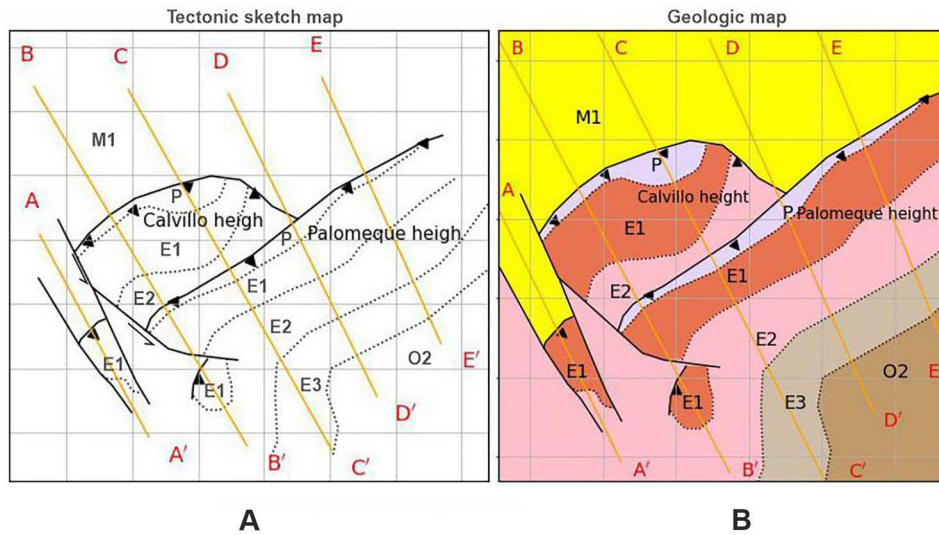 Tectonic sketch map
B
C
D
E
M1
A
P
Calvillo heigh
P
Palomeque heigh
E1
E1
E2
E2
O2
E'
E1
E1
E3
D'
A'
B'
C'
A
Geologic map
B
C
D
E
M1
P
A
Calvillo height
P Palomeque height
E1
E1
E2
E2
O2
E1
E1
E3
E
D'
A'
B'
C'
B